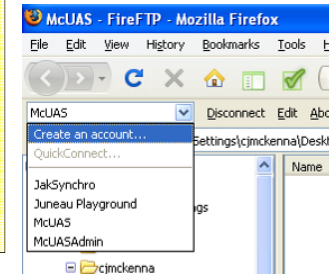 McUAS - FireFTP - Mozilla Firefox
File Edit View History Bookmarks Tools
McUAS Disconnect Edit
Create an account...
Settings\cjmckenna\Desk
QuickConnect...
Name
JakSynchro
Juneau Playground
McUAS
McUASAdmin
cjmckenna